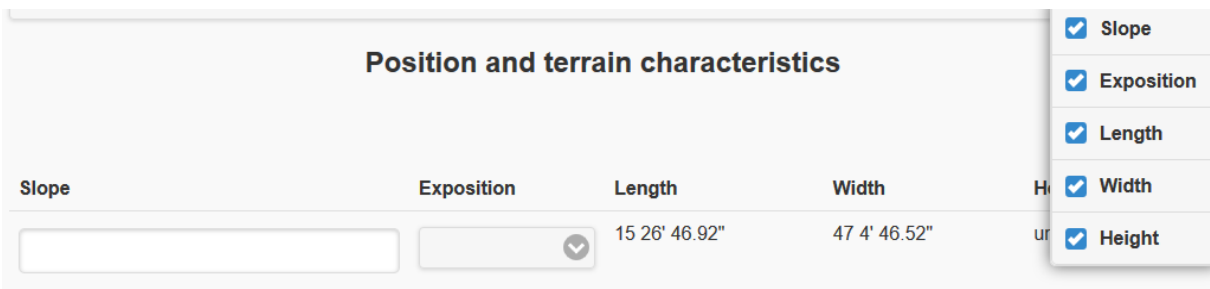 Position and terrain characteristics
Slope Exposition Length Width
15 26' 46.92" 47 4' 46.52"
Slope
Exposition
Length
Width
Height